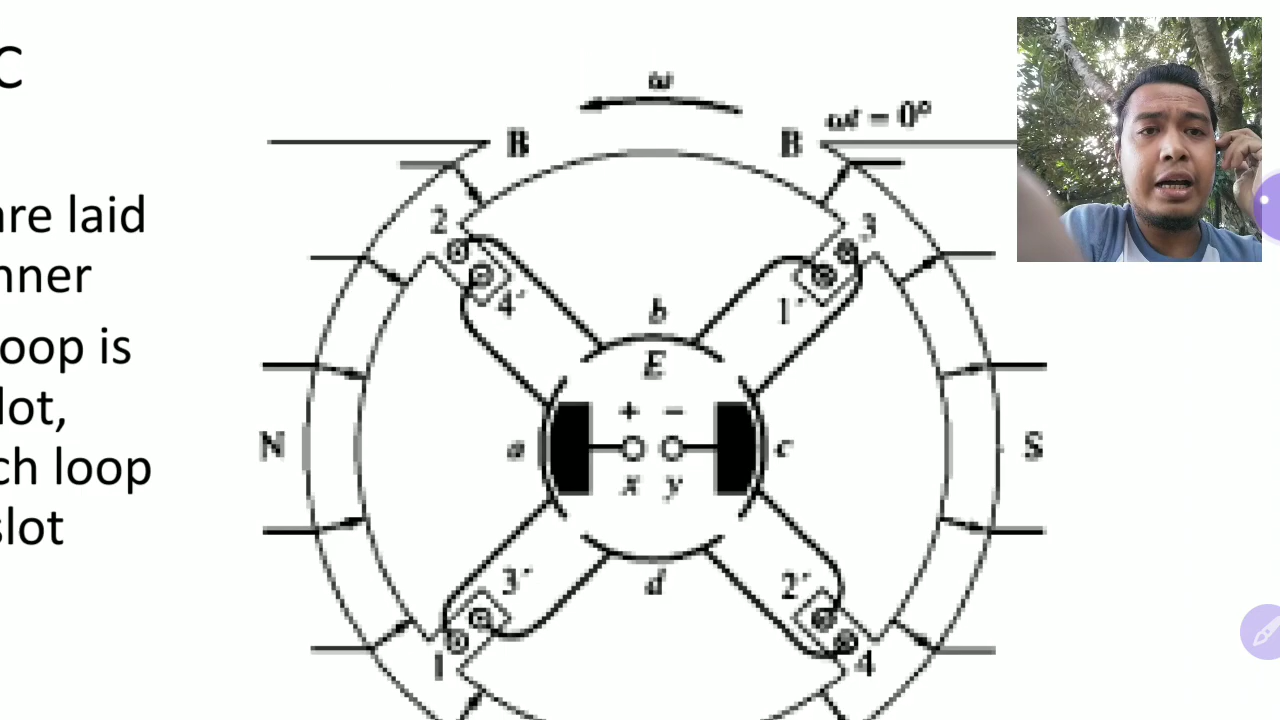 C
are laid
nner
oop is
lot,
ch loop
slot
ω
ωt = 0°
B B
2 3
4′ 1′
b
E
+ −
N a c S
x y
d
3′ 2′
1 4